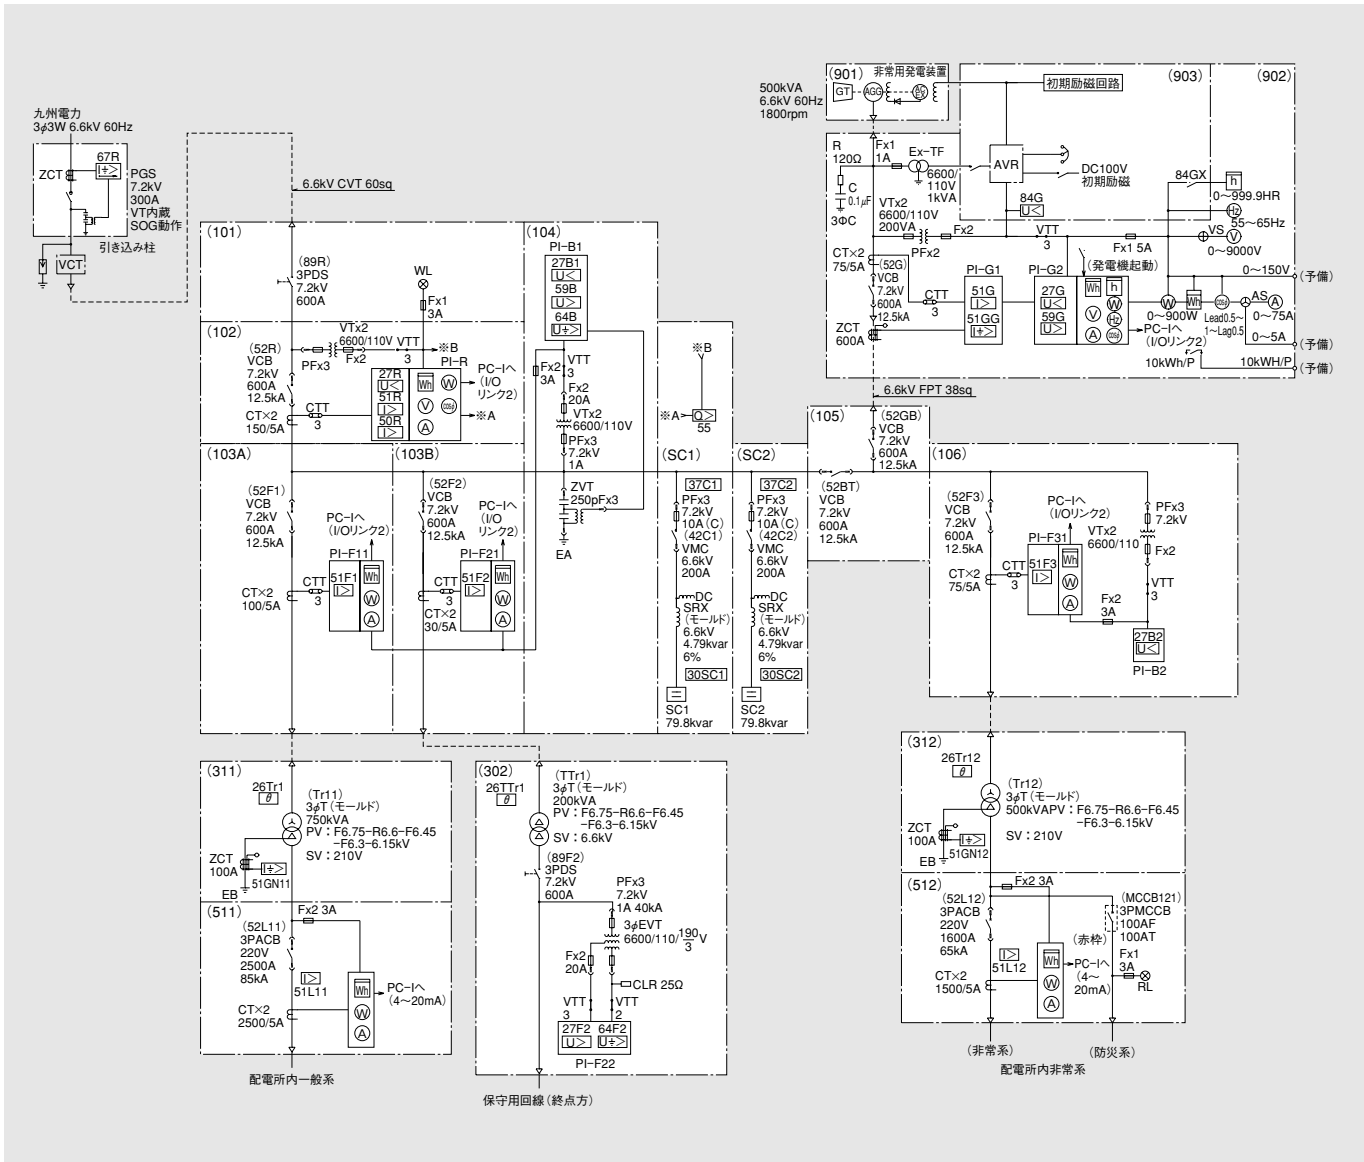 九州電力
3φ3W 6.6kV 60Hz
ZCT
67R
I≑>
PGS
7.2kV
300A
VT内蔵
SOG動作
引き込み柱
VCT
6.6kV CVT 60sq
(101)
(89R)
3PDS
7.2kV
600A
WL
Fx1
3A
(102)
(52R)
VCB
7.2kV
600A
12.5kA
VTx2
6600/110V
PFx3
Fx2
VTT
3
※B
PI-R
27R
U<
51R
I>
50R
I>
Wh
W
V
cosφ
A
PC-Iへ
(I/O
リンク2)
※A
CT×2
150/5A
CTT
3
(104)
PI-B1
27B1
U<
59B
U>
64B
U≑>
VTT
3
Fx2
3A
Fx2
20A
VTx2
6600/110V
PFx3
7.2kV
1A
ZVT
250pFx3
EA
※B
※A
Q>
55
(103A)
(52F1)
VCB
7.2kV
600A
12.5kA
PC-Iへ
(I/Oリンク2)
PI-F11
51F1
I>
Wh
W
A
CTT
3
CT×2
100/5A
(103B)
(52F2)
VCB
7.2kV
600A
12.5kA
PC-Iへ
(I/O
リンク2)
PI-F21
51F2
I>
Wh
W
A
CTT
3
CT×2
30/5A
(SC1)
37C1
PFx3
7.2kV
10A(C)
(42C1)
VMC
6.6kV
200A
DC
SRX
(モールド)
6.6kV
4.79kvar
6%
30SC1
SC1
79.8kvar
(SC2)
37C2
PFx3
7.2kV
10A(C)
(42C2)
VMC
6.6kV
200A
DC
SRX
(モールド)
6.6kV
4.79kvar
6%
30SC2
SC2
79.8kvar
(105)
(52BT)
VCB
7.2kV
600A
12.5kA
(52GB)
VCB
7.2kV
600A
12.5kA
6.6kV FPT 38sq
(901)
非常用発電装置
500kVA
6.6kV 60Hz
1800rpm
GT
AGG
AC
EX
(903)
(902)
初期励磁回路
R
120Ω
C
0.1μF
3ΦC
Fx1
1A
Ex-TF
6600/
110V
1kVA
AVR
DC100V
初期励磁
84G
U<
84GX
h
0〜999.9HR
Hz
55〜65Hz
VS
V
0〜9000V
VTx2
6600/110V
200VA
PFx2
Fx2
VTT
3
Fx1 5A
CT×2
75/5A
(52G)
VCB
7.2kV
600A
12.5kA
CTT
3
ZCT
600A
PI-G1
51G
I>
51GG
I≑>
PI-G2
27G
U<
59G
U>
(発電機起動)
Wh
h
W
V
Hz
A
cosφ
PC-Iへ
(I/Oリンク2)
W
0〜900W
Wh
cosφ
Lead0.5〜
1〜Lag0.5
AS
A
0〜75A
0〜150V
(予備)
0〜5A
(予備)
10kWh/P
10kWH/P
(予備)
(106)
(52F3)
VCB
7.2kV
600A
12.5kA
PC-Iへ
(I/Oリンク2)
PI-F31
51F3
I>
Wh
W
A
CTT
3
CT×2
75/5A
VTx2
6600/110
PFx3
7.2kV
Fx2
VTT
3
Fx2
3A
27B2
U<
PI-B2
(311)
26Tr1
θ
(Tr11)
3φT(モールド)
750kVA
PV：F6.75-R6.6-F6.45
-F6.3-6.15kV
SV：210V
ZCT
100A
I≑>
51GN11
EB
(511)
(52L11)
3PACB
220V
2500A
85kA
Fx2 3A
I>
51L11
CT×2
2500/5A
Wh
W
A
PC-Iへ
(4〜20mA)
配電所内一般系
(302)
26TTr1
θ
(TTr1)
3φT(モールド)
200kVA
PV：F6.75-R6.6-F6.45
-F6.3-6.15kV
SV：6.6kV
(89F2)
3PDS
7.2kV
600A
PFx3
7.2kV
1A 40kA
3φEVT
6600/110/190/3V
Fx2
20A
CLR 25Ω
VTT
3
VTT
2
27F2
U>
64F2
U≑>
PI-F22
保守用回線(終点方)
(312)
26Tr12
θ
(Tr12)
3φT(モールド)
500kVAPV：F6.75-R6.6-F6.45
-F6.3-6.15kV
SV：210V
ZCT
100A
I≑>
51GN12
EB
(512)
Fx2 3A
(52L12)
3PACB
220V
1600A
65kA
I>
51L12
CT×2
1500/5A
Wh
W
A
PC-Iへ
(4〜
20mA)
(赤枠)
(MCCB121)
3PMCCB
100AF
100AT
Fx1
3A
RL
(非常系)
(防災系)
配電所内非常系